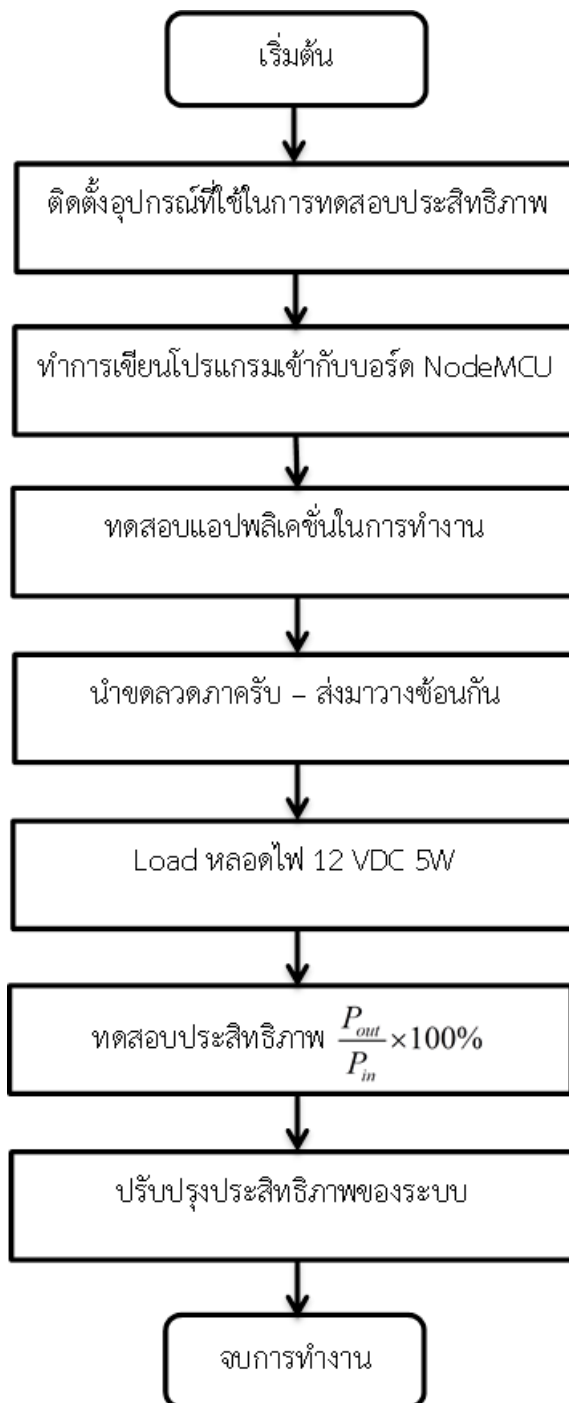 เริ่มต้น
ติดตั้งอุปกรณ์ที่ใช้ในการทดสอบประสิทธิภาพ
ทำการเขียนโปรแกรมเข้ากับบอร์ด NodeMCU
ทดสอบแอปพลิเคชั่นในการทำงาน
นำขดลวดภาครับ – ส่งมาวางซ้อนกัน
Load หลอดไฟ 12 VDC 5W
ทดสอบประสิทธิภาพ P_out / P_in ×100%
ปรับปรุงประสิทธิภาพของระบบ
จบการทำงาน